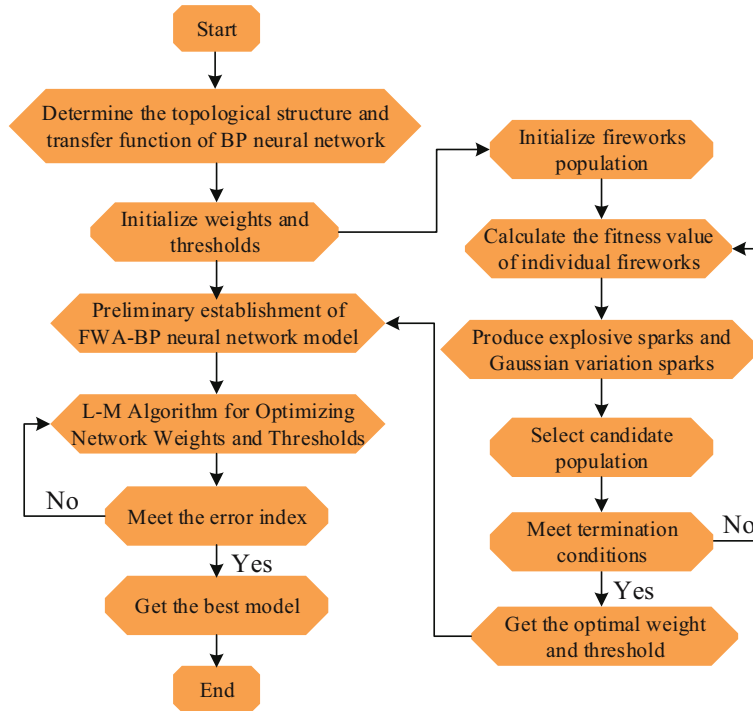 Start
Determine the topological structure and
transfer function of BP neural network
Initialize weights and
thresholds
Preliminary establishment of
FWA-BP neural network model
L-M Algorithm for Optimizing
Network Weights and Thresholds
No
Meet the error index
Yes
Get the best model
End
Initialize fireworks
population
Calculate the fitness value
of individual fireworks
Produce explosive sparks and
Gaussian variation sparks
Select candidate
population
Meet termination
conditions
No
Yes
Get the optimal weight
and threshold